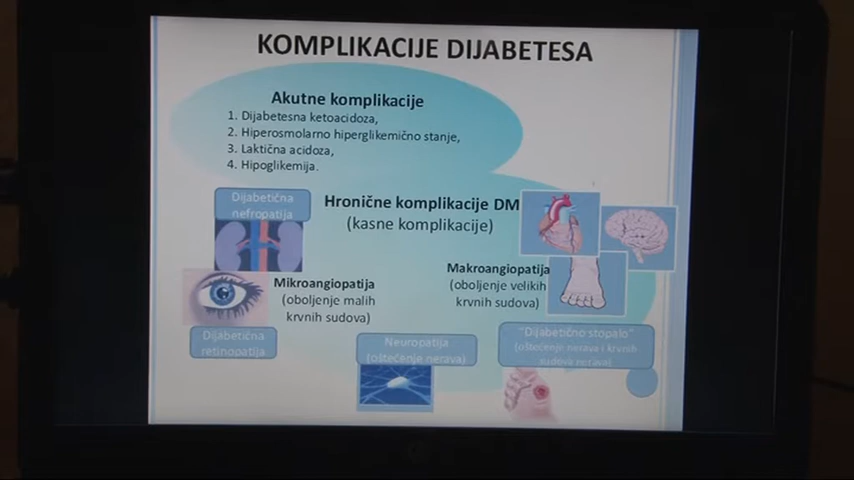 KOMPLIKACIJE DIJABETESA
Akutne komplikacije
1. Dijabetesna ketoacidoza,
2. Hiperosmolarno hiperglikemično stanje,
3. Laktična acidoza,
4. Hipoglikemija.
Dijabetična
nefropatija
Hronične komplikacije DM
(kasne komplikacije)
Mikroangiopatija
(oboljenje malih
krvnih sudova)
Makroangiopatija
(oboljenje velikih
krvnih sudova)
Dijabetična
retinopatija
Neuropatija
(oštećenje nerava)
"Dijabetično stopalo"
(oštećenje nerava i krvnih
sudova nerava)